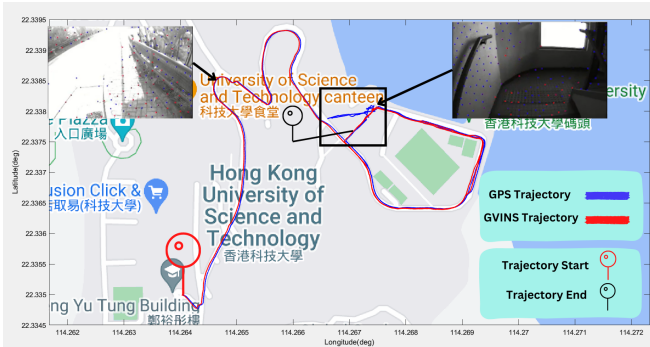 22.3395
22.339
22.3385
22.338
22.3375
22.337
22.3365
22.336
22.3355
22.335
22.3345
Latitude(deg)
University of Science
and Technology canteen
科技大學食堂
ersity
香港科技大學碼頭
Piazza
入口廣場
usion Click &
取易(科技大學)
Hong Kong
University of
Science and
Technology
香港科技大學
ng Yu Tung Building
鄭裕彤樓
GPS Trajectory
GVINS Trajectory
Trajectory Start
Trajectory End
114.262
114.263
114.264
114.265
114.266
114.267
114.268
114.269
114.27
114.271
114.272
Longitude(deg)